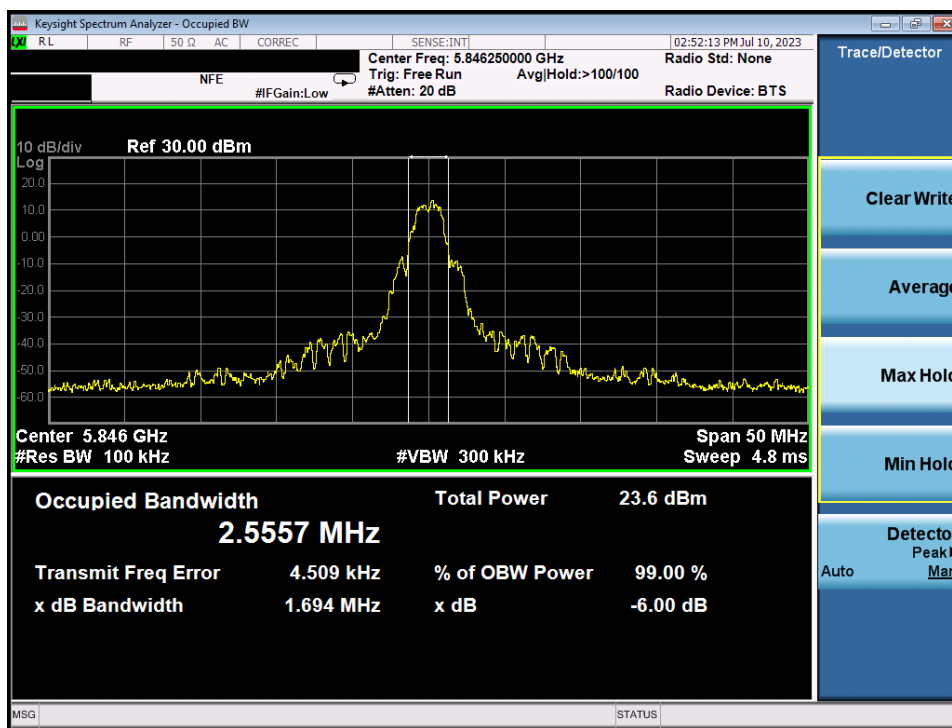 Keysight Spectrum Analyzer - Occupied BW
LXI RL RF 50 Ω AC CORREC SENSE:INT 02:52:13 PM Jul 10, 2023
Center Freq: 5.846250000 GHz Radio Std: None
NFE Trig: Free Run Avg|Hold:>100/100
#IFGain:Low #Atten: 20 dB Radio Device: BTS
10 dB/div Ref 30.00 dBm
Log
20.0
10.0
0.00
-10.0
-20.0
-30.0
-40.0
-50.0
-60.0
Center 5.846 GHz Span 50 MHz
#Res BW 100 kHz #VBW 300 kHz Sweep 4.8 ms
Occupied Bandwidth Total Power 23.6 dBm
2.5557 MHz
Transmit Freq Error 4.509 kHz % of OBW Power 99.00 %
x dB Bandwidth 1.694 MHz x dB -6.00 dB
MSG STATUS
Trace/Detector
Clear Write
Average
Max Hold
Min Hold
Detector
Peak
Auto Man